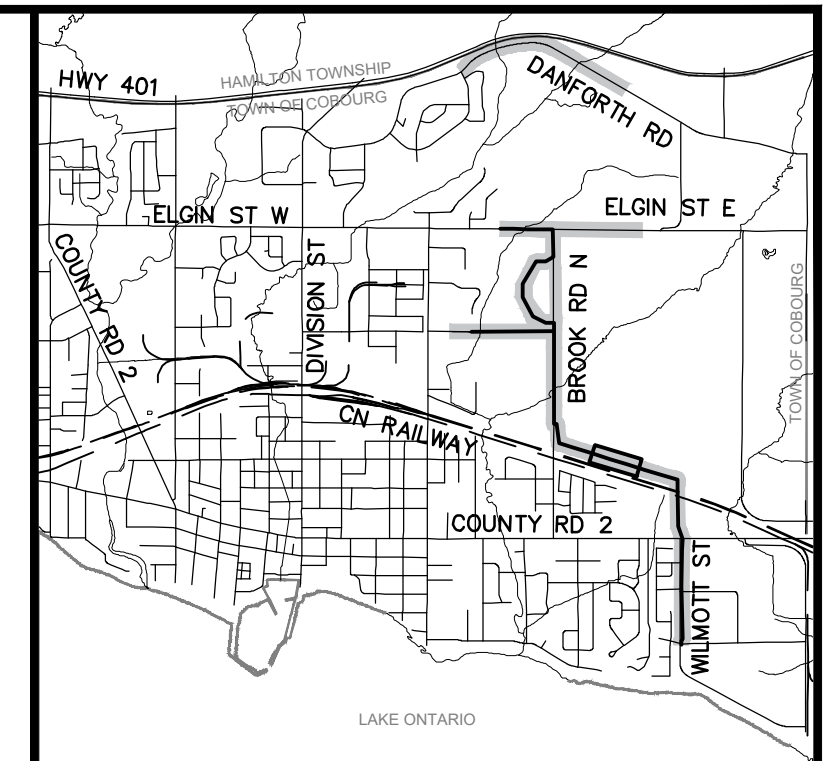 HWY 401
HAMILTON TOWNSHIP
TOWN OF COBOURG
DANFORTH RD
ELGIN ST W
ELGIN ST E
COUNTY RD 2
DIVISION ST
BROOK RD N
TOWN OF COBOURG
CN RAILWAY
COUNTY RD 2
WILMOTT ST
LAKE ONTARIO